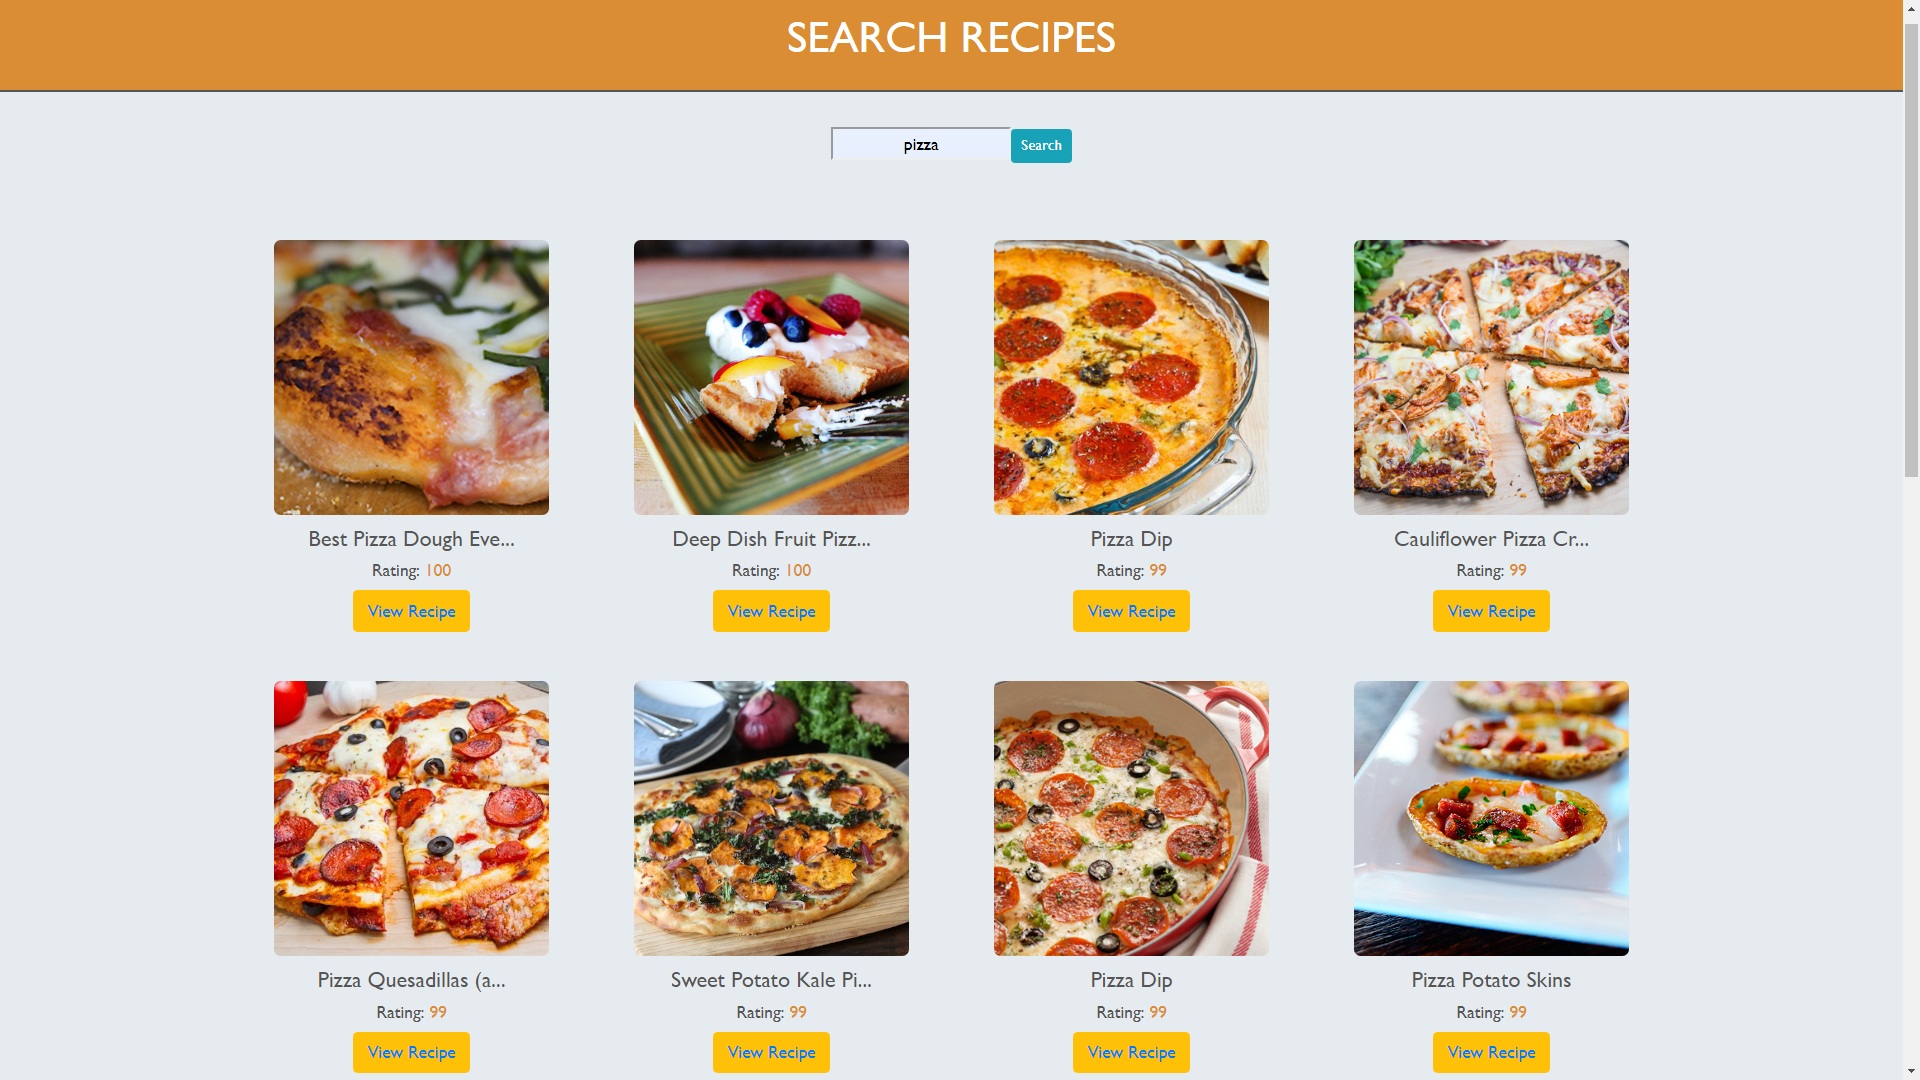 SEARCH RECIPES
pizza
Search
Best Pizza Dough Eve...
Rating: 100
View Recipe
Deep Dish Fruit Pizz...
Rating: 100
View Recipe
Pizza Dip
Rating: 99
View Recipe
Cauliflower Pizza Cr...
Rating: 99
View Recipe
Pizza Quesadillas (a...
Rating: 99
View Recipe
Sweet Potato Kale Pi...
Rating: 99
View Recipe
Pizza Dip
Rating: 99
View Recipe
Pizza Potato Skins
Rating: 99
View Recipe